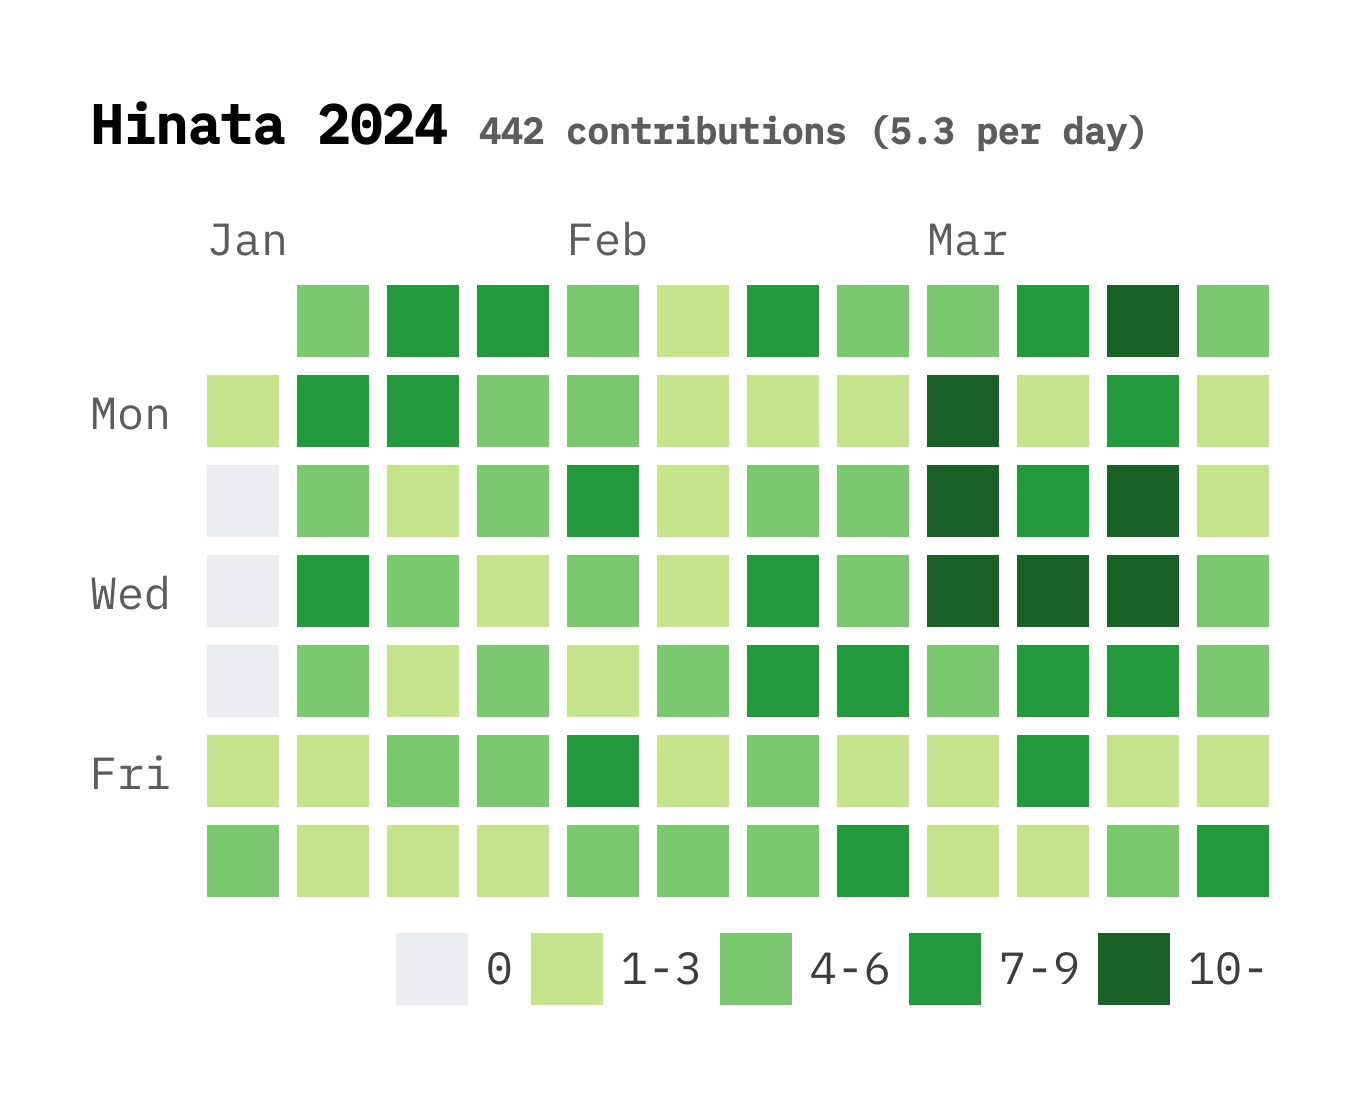 Hinata 2024 442 contributions (5.3 per day)
Jan Feb Mar
Mon
Wed
Fri
0 1-3 4-6 7-9 10-